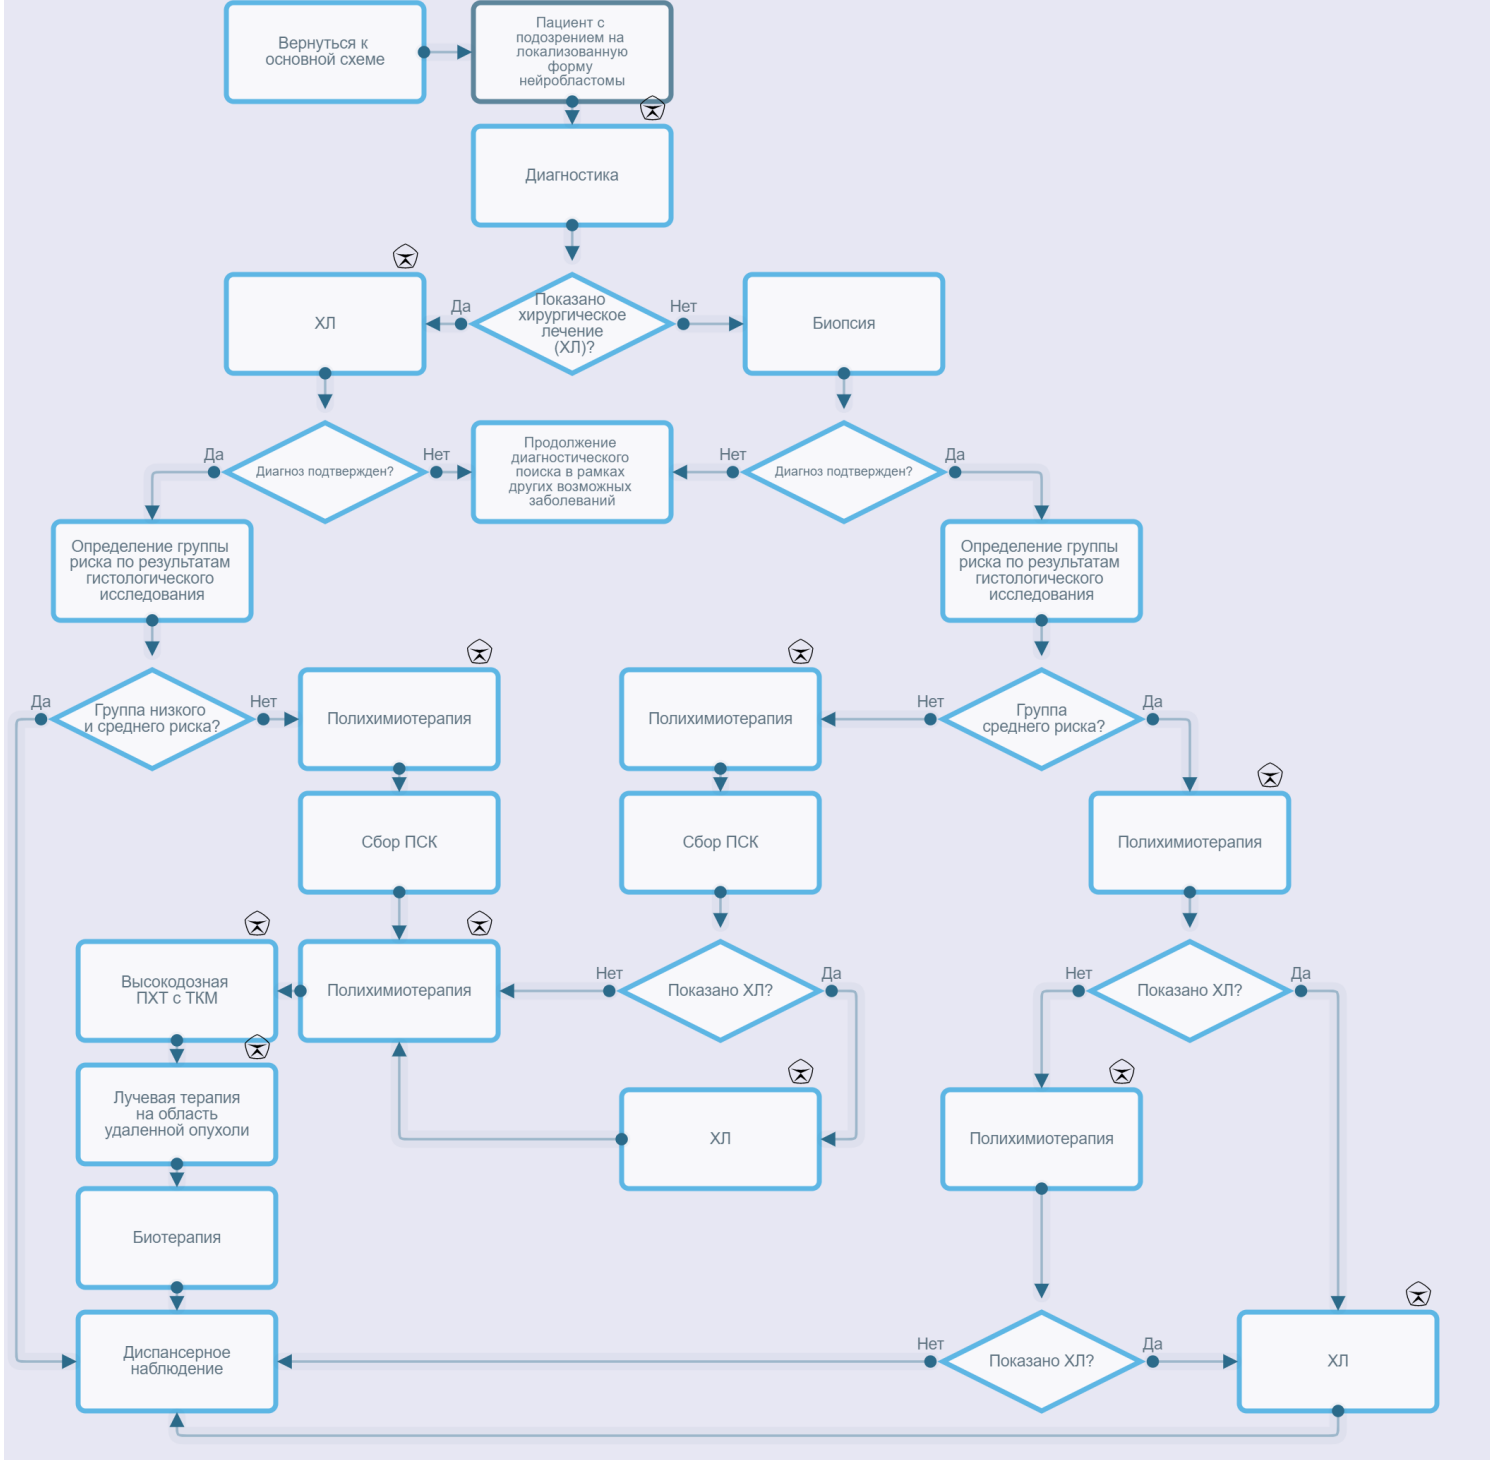 Вернуться к
основной схеме
Пациент с
подозрением на
локализованную
форму
нейробластомы
Диагностика
ХЛ
Да
Показано
хирургическое
лечение
(ХЛ)?
Нет
Биопсия
Да
Диагноз подтвержден?
Нет
Продолжение
диагностического
поиска в рамках
других возможных
заболеваний
Нет
Диагноз подтвержден?
Да
Определение группы
риска по результатам
гистологического
исследования
Определение группы
риска по результатам
гистологического
исследования
Да
Группа низкого
и среднего риска?
Нет
Полихимиотерапия
Полихимиотерапия
Нет
Группа
среднего риска?
Да
Сбор ПСК
Сбор ПСК
Полихимиотерапия
Высокодозная
ПХТ с ТКМ
Полихимиотерапия
Нет
Показано ХЛ?
Да
Нет
Показано ХЛ?
Да
Лучевая терапия
на область
удаленной опухоли
ХЛ
Полихимиотерапия
Биотерапия
Диспансерное
наблюдение
Нет
Показано ХЛ?
Да
ХЛ